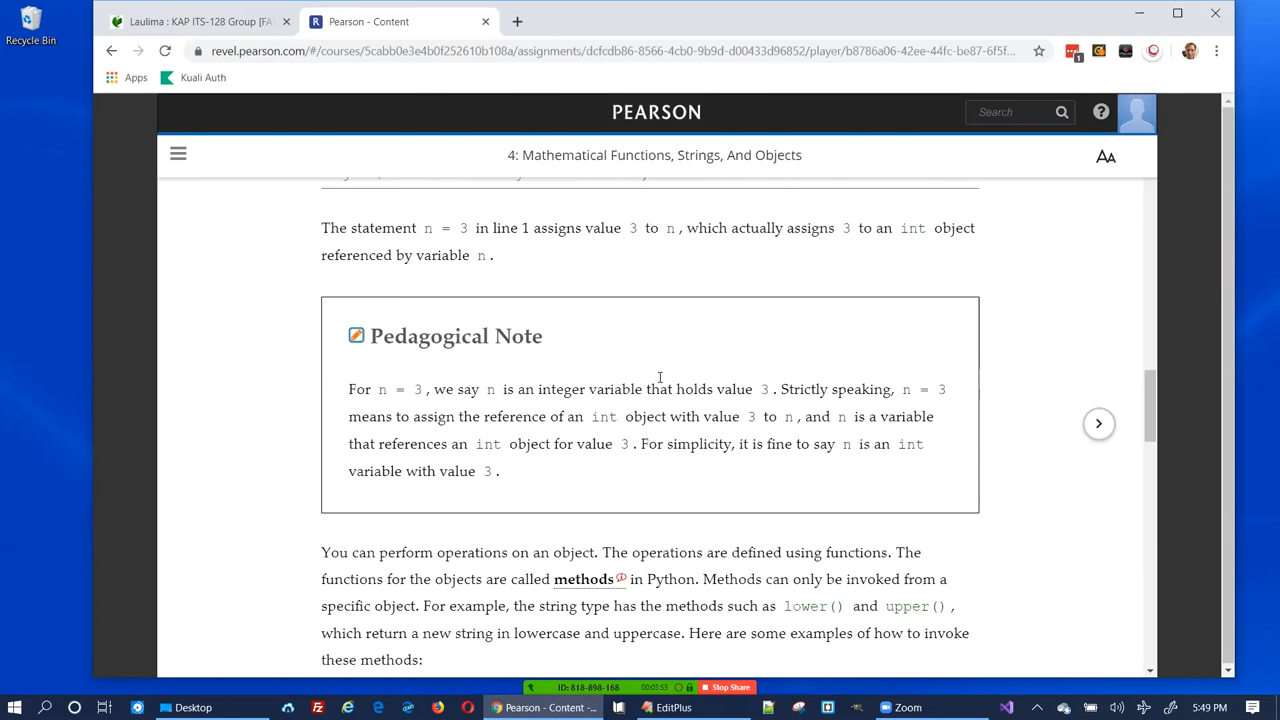 Recycle Bin
Laulima : KAP ITS-128 Group [FA
Pearson - Content
revel.pearson.com/#/courses/5cabb0e3e4b0f252610b108a/assignments/dcfcdb86-8566-4cb0-9b9d-d00433d96852/player/b8786a06-42ee-44fc-be87-6f5f...
1
Apps
Kuali Auth
PEARSON
Search
4: Mathematical Functions, Strings, And Objects
AA
The statement n = 3 in line 1 assigns value 3 to n, which actually assigns 3 to an int object
referenced by variable n.
Pedagogical Note
For n = 3, we say n is an integer variable that holds value 3. Strictly speaking, n = 3
means to assign the reference of an int object with value 3 to n, and n is a variable
that references an int object for value 3. For simplicity, it is fine to say n is an int
variable with value 3.
You can perform operations on an object. The operations are defined using functions. The
functions for the objects are called methods in Python. Methods can only be invoked from a
specific object. For example, the string type has the methods such as lower() and upper(),
which return a new string in lowercase and uppercase. Here are some examples of how to invoke
these methods:
ID: 818-898-168
00:03:53
Stop Share
Desktop
Pearson - Content -...
EditPlus
Zoom
5:49 PM